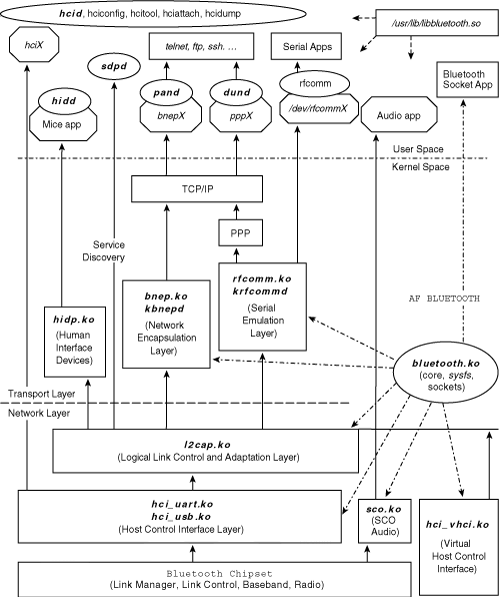 hcid, hciconfig, hcitool, hciattach, hcidump
/usr/lib/libbluetooth.so
hciX
telnet, ftp, ssh. ...
Serial Apps
sdpd
Bluetooth
Socket App
hidd
Mice app
pand
bnepX
dund
pppX
rfcomm
/dev/rfcommX
Audio app
User Space
Kernel Space
TCP/IP
PPP
Service
Discovery
bnep.ko
kbnepd
(Network
Encapsulation
Layer)
rfcomm.ko
krfcommd
(Serial
Emulation
Layer)
AF BLUETOOTH
hidp.ko
(Human
Interface
Devices)
bluetooth.ko
(core, sysfs,
sockets)
Transport Layer
Network Layer
l2cap.ko
(Logical Link Control and Adaptation Layer)
hci_uart.ko
hci_usb.ko
(Host Control Interface Layer)
sco.ko
(SCO
Audio)
hci_vhci.ko
(Virtual
Host Control
Interface)
Bluetooth Chipset
(Link Manager, Link Control, Baseband, Radio)